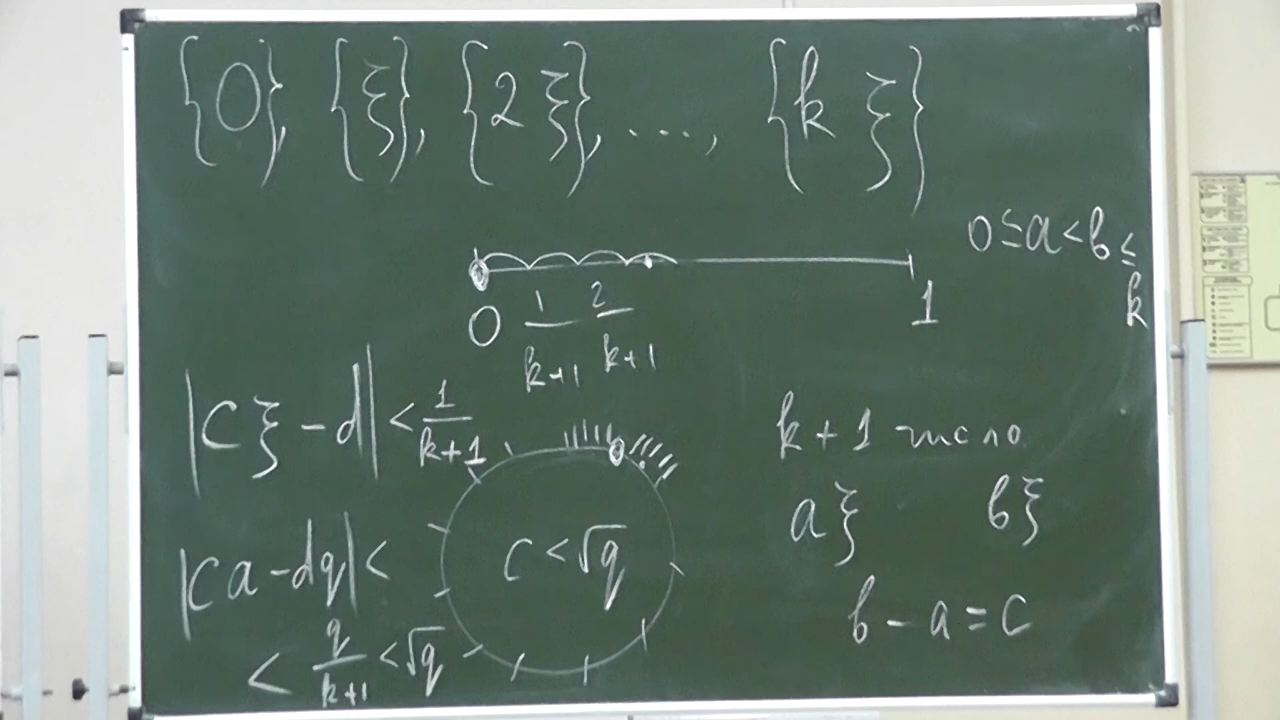 {0}, {ξ}, {2ξ}, ..., {kξ}
0 ≤ a < b ≤ k
0 1/k+1 2/k+1 1
|cξ - d| < 1/k+1
k+1 число
aξ bξ
|ca - dq| <
c < √q
b - a = c
< q/k+1 < √q